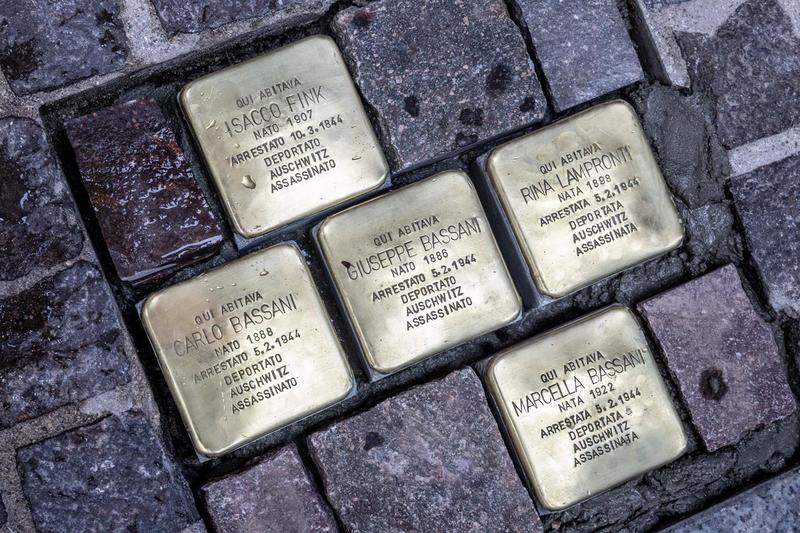 QUI ABITAVA
ISACCO FINK
NATO 1907
ARRESTATO 10.3.1844
DEPORTATO
AUSCHWITZ
ASSASSINATO
QUI ABITAVA
RINA LAMPRONTI
NATA 1898
ARRESTATA 5.2.1944
DEPORTATA
AUSCHWITZ
ASSASSINATA
QUI ABITAVA
GIUSEPPE BASSANI
NATO 1886
ARRESTATO 5.2.1944
DEPORTATO
AUSCHWITZ
ASSASSINATO
QUI ABITAVA
CARLO BASSANI
NATO 1888
ARRESTATO 5.2.1944
DEPORTATO
AUSCHWITZ
ASSASSINATO
QUI ABITAVA
MARCELLA BASSANI
NATA 1922
ARRESTATA 5.2.1944
DEPORTATA
AUSCHWITZ
ASSASSINATA